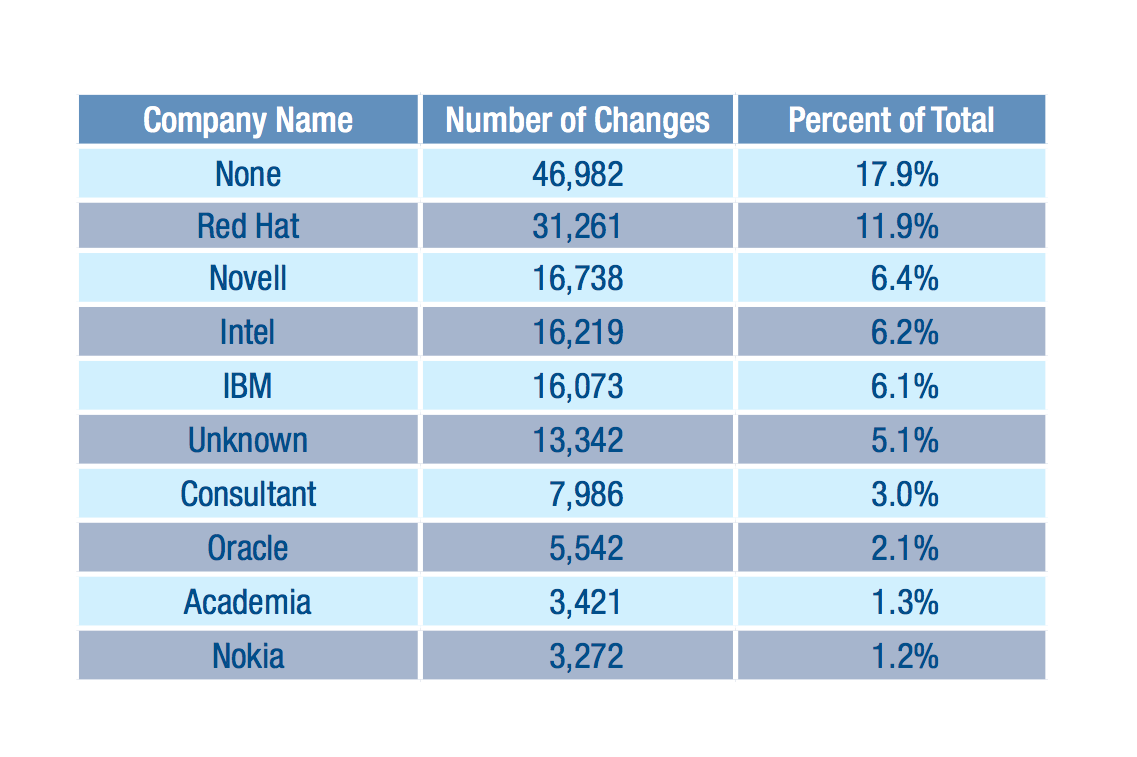 Company Name Number of Changes Percent of Total
None 46,982 17.9%
Red Hat 31,261 11.9%
Novell 16,738 6.4%
Intel 16,219 6.2%
IBM 16,073 6.1%
Unknown 13,342 5.1%
Consultant 7,986 3.0%
Oracle 5,542 2.1%
Academia 3,421 1.3%
Nokia 3,272 1.2%